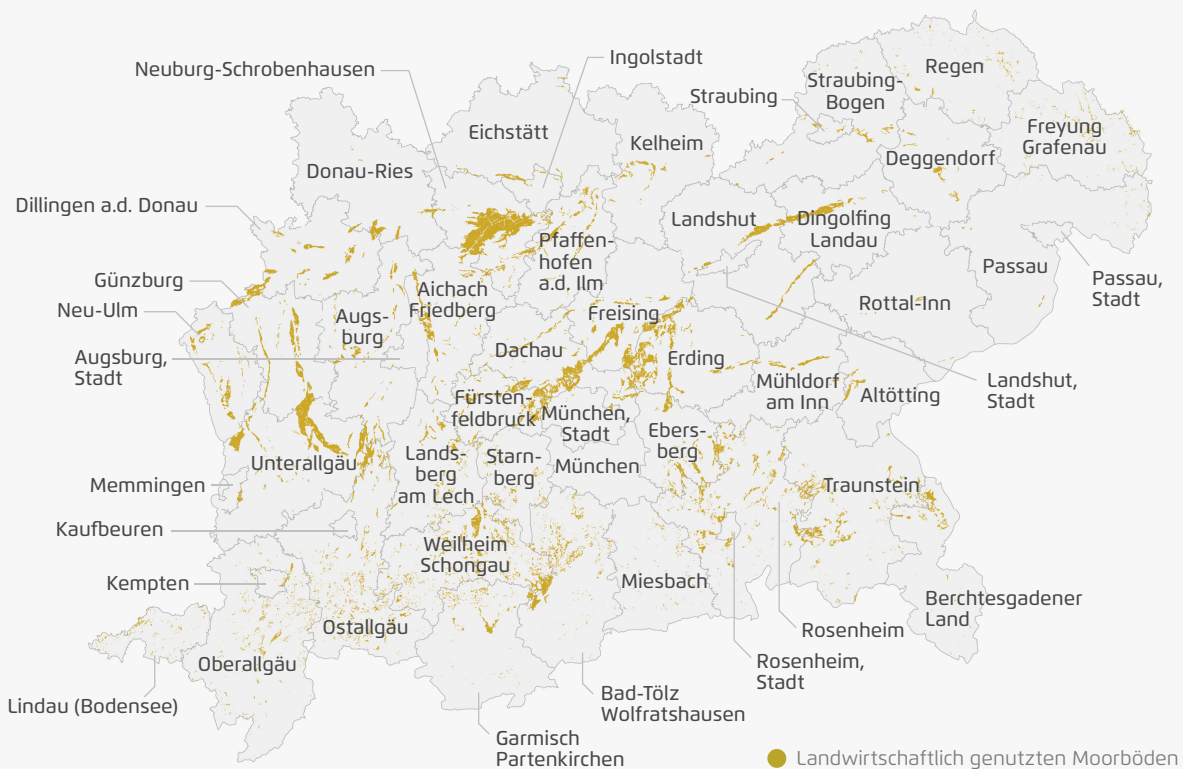 Ingolstadt
Neuburg-Schrobenhausen
Regen
Straubing-
Bogen
Straubing
Eichstätt
Freyung
Grafenau
Kelheim
Deggendorf
Donau-Ries
Dillingen a.d. Donau
Landshut
Dingolfing
Landau
Pfaffen-
hofen
a.d. Ilm
Passau
Passau,
Stadt
Günzburg
Aichach
Friedberg
Rottal-Inn
Neu-Ulm
Augs-
burg
Freising
Augsburg,
Stadt
Dachau
Erding
Mühldorf
am Inn
Altötting
Landshut,
Stadt
Fürsten-
feldbruck
München,
Stadt
Ebers-
berg
Unterallgäu
Lands-
berg
am Lech
Starn-
berg
München
Memmingen
Traunstein
Kaufbeuren
Weilheim
Schongau
Kempten
Miesbach
Berchtesgadener
Land
Ostallgäu
Rosenheim
Oberallgäu
Rosenheim,
Stadt
Lindau (Bodensee)
Bad-Tölz
Wolfratshausen
Garmisch
Partenkirchen
Landwirtschaftlich genutzten Moorböden